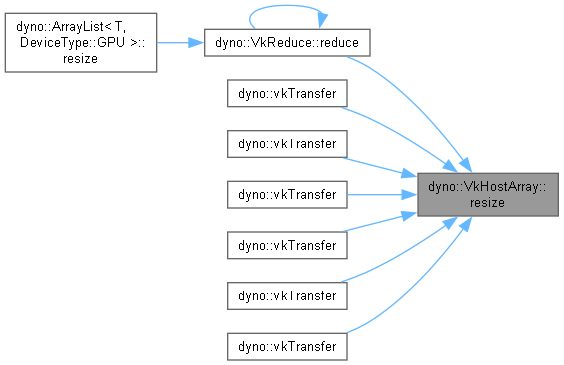 dyno::ArrayList< T,
DeviceType::GPU >::
resize
dyno::VkReduce::reduce
dyno::vkTransfer
dyno::vkTransfer
dyno::vkTransfer
dyno::vkTransfer
dyno::vkTransfer
dyno::vkTransfer
dyno::VkHostArray::
resize